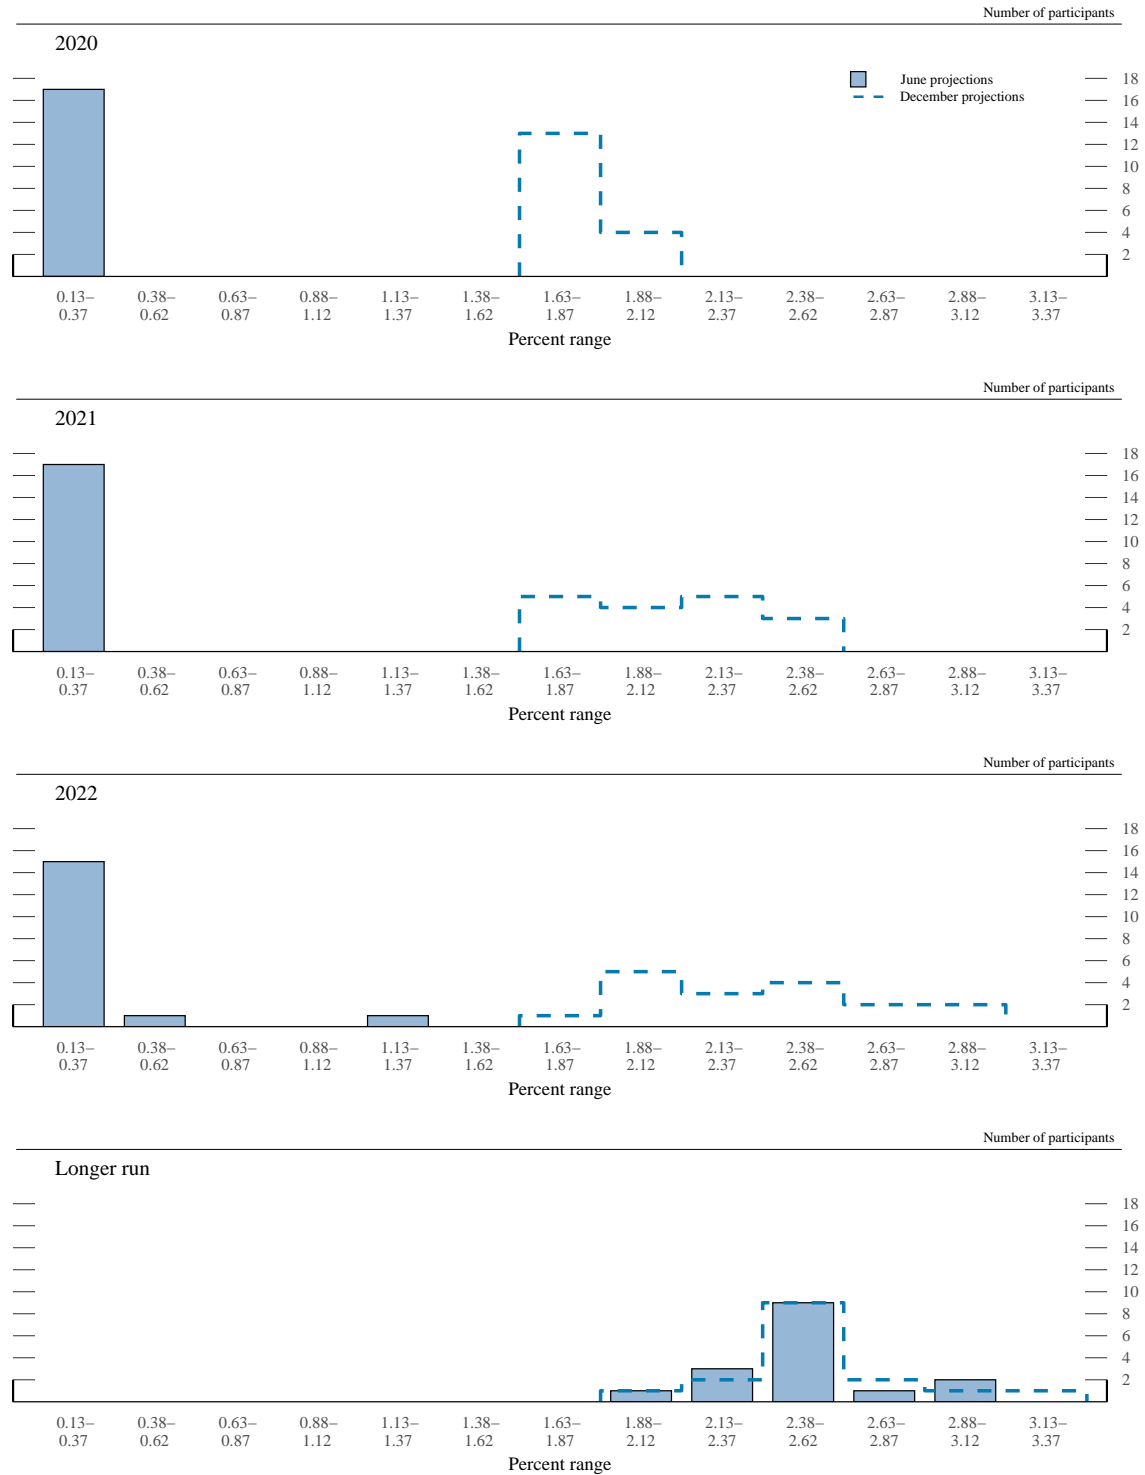 Number of participants
2020
June projections
December projections
18
16
14
12
10
8
6
4
2
0.13– 0.38– 0.63– 0.88– 1.13– 1.38– 1.63– 1.88– 2.13– 2.38– 2.63– 2.88– 3.13–
0.37 0.62 0.87 1.12 1.37 1.62 1.87 2.12 2.37 2.62 2.87 3.12 3.37
Percent range
Number of participants
2021
18
16
14
12
10
8
6
4
2
0.13– 0.38– 0.63– 0.88– 1.13– 1.38– 1.63– 1.88– 2.13– 2.38– 2.63– 2.88– 3.13–
0.37 0.62 0.87 1.12 1.37 1.62 1.87 2.12 2.37 2.62 2.87 3.12 3.37
Percent range
Number of participants
2022
18
16
14
12
10
8
6
4
2
0.13– 0.38– 0.63– 0.88– 1.13– 1.38– 1.63– 1.88– 2.13– 2.38– 2.63– 2.88– 3.13–
0.37 0.62 0.87 1.12 1.37 1.62 1.87 2.12 2.37 2.62 2.87 3.12 3.37
Percent range
Number of participants
Longer run
18
16
14
12
10
8
6
4
2
0.13– 0.38– 0.63– 0.88– 1.13– 1.38– 1.63– 1.88– 2.13– 2.38– 2.63– 2.88– 3.13–
0.37 0.62 0.87 1.12 1.37 1.62 1.87 2.12 2.37 2.62 2.87 3.12 3.37
Percent range